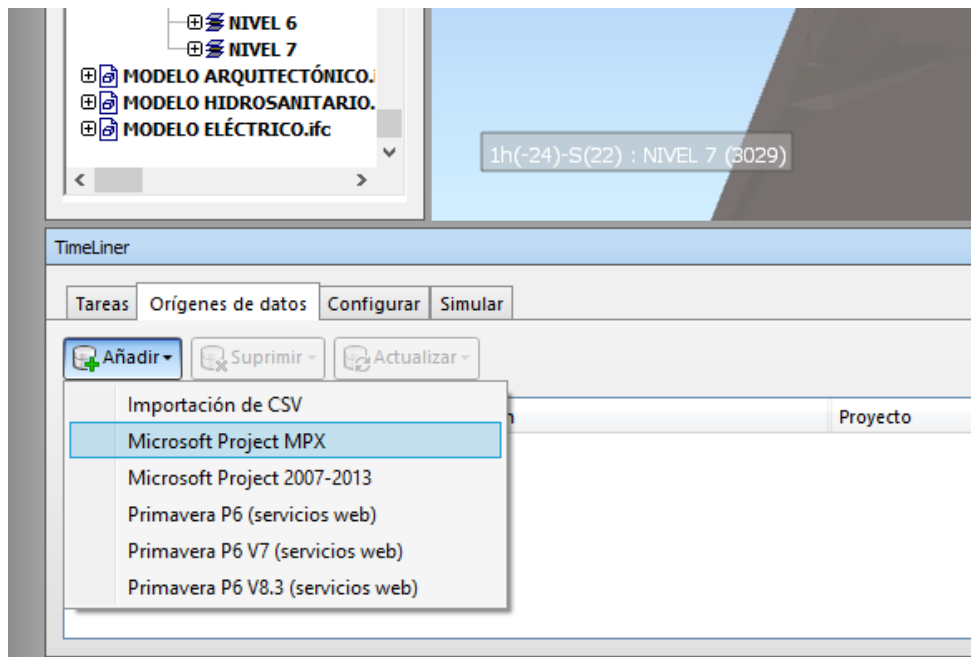 NIVEL 6
NIVEL 7
MODELO ARQUITECTÓNICO.
MODELO HIDROSANITARIO.
MODELO ELÉCTRICO.ifc
1h(-24)-S(22) : NIVEL 7 (3029)
TimeLiner
Tareas Orígenes de datos Configurar Simular
Añadir Suprimir Actualizar
Importación de CSV
Proyecto
Microsoft Project MPX
Microsoft Project 2007-2013
Primavera P6 (servicios web)
Primavera P6 V7 (servicios web)
Primavera P6 V8.3 (servicios web)